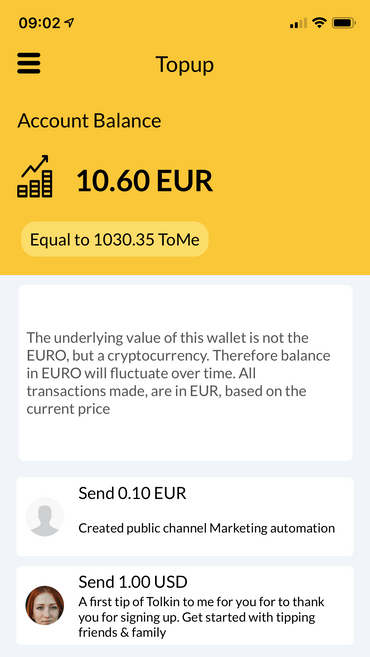 09:02
Topup
Account Balance
10.60 EUR
Equal to 1030.35 ToMe
The underlying value of this wallet is not the
EURO, but a cryptocurrency. Therefore balance
in EURO will fluctuate over time. All
transactions made, are in EUR, based on the
current price
Send 0.10 EUR
Created public channel Marketing automation
Send 1.00 USD
A first tip of Tolkin to me for you for to thank
you for signing up. Get started with tipping
friends & family